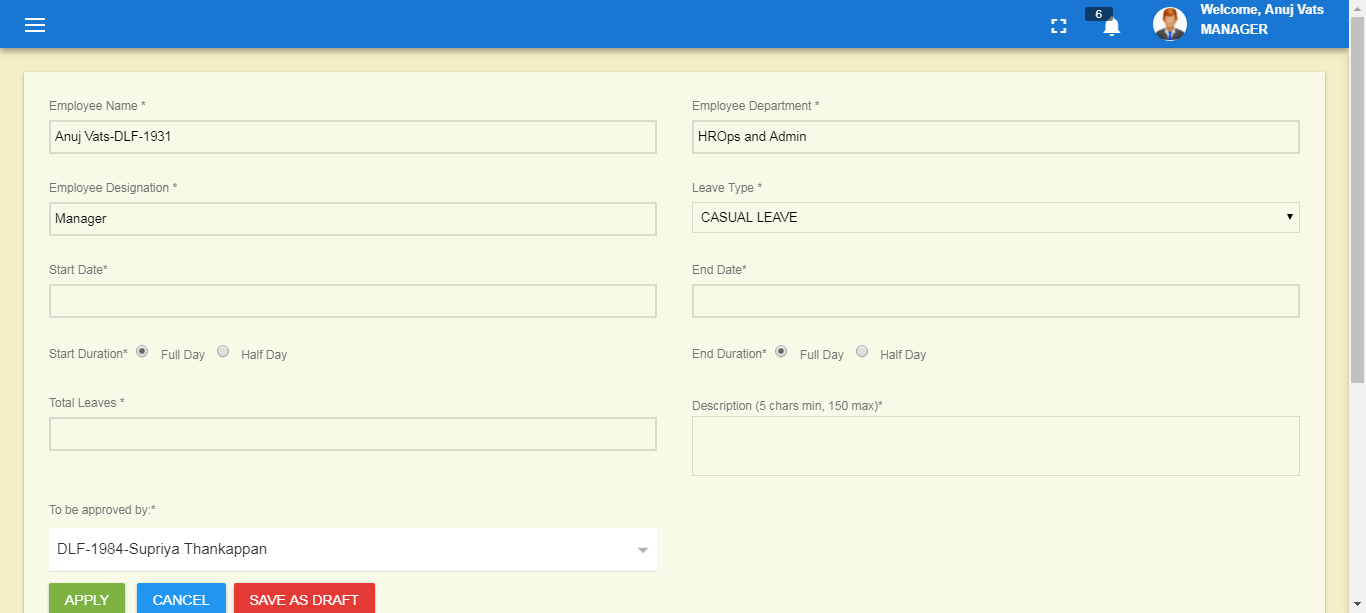 6
Welcome, Anuj Vats
MANAGER
Employee Name *
Employee Department *
Anuj Vats-DLF-1931
HROps and Admin
Employee Designation *
Leave Type *
Manager
CASUAL LEAVE
Start Date*
End Date*
Start Duration* Full Day Half Day
End Duration* Full Day Half Day
Total Leaves *
Description (5 chars min, 150 max)*
To be approved by:*
DLF-1984-Supriya Thankappan
APPLY CANCEL SAVE AS DRAFT